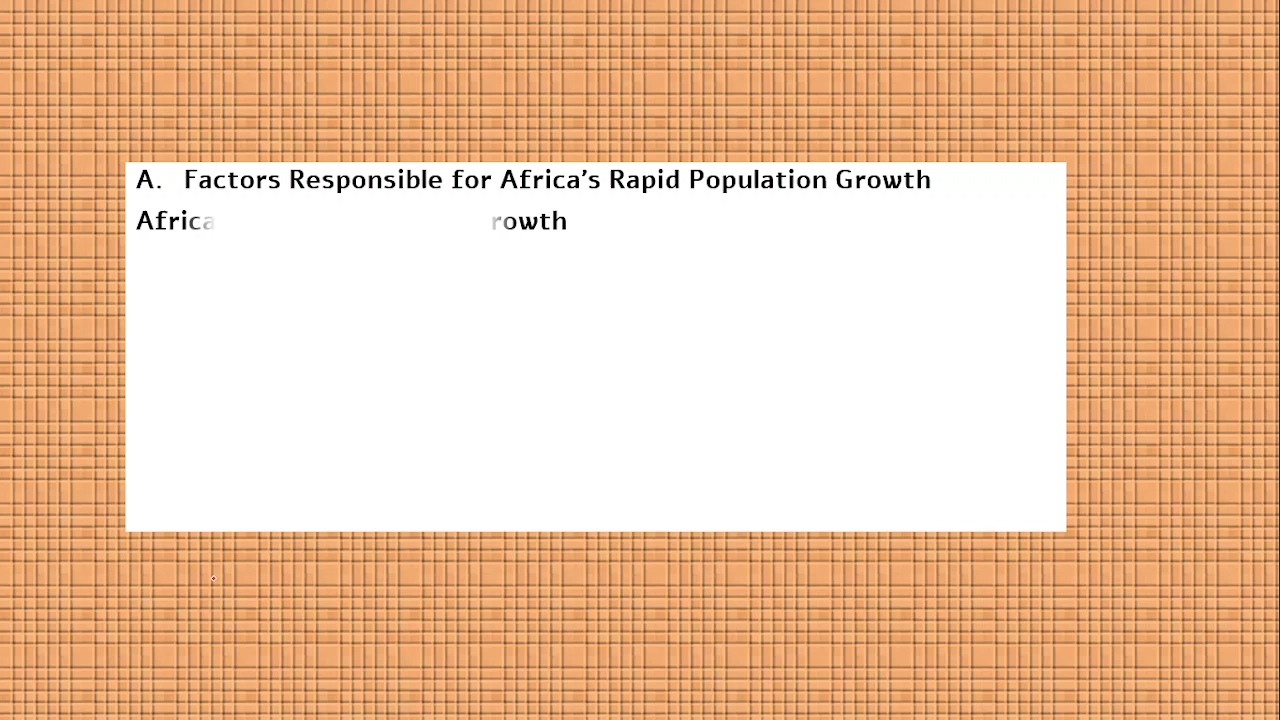 A. Factors Responsible for Africa's Rapid Population Growth
Africa rowth